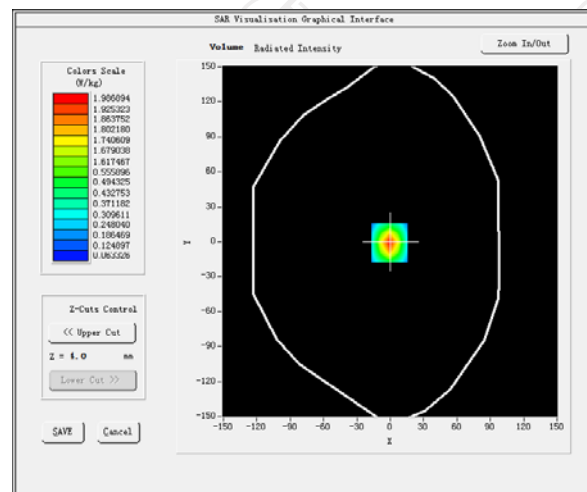 SAR Visualisation Graphical Interface
Volume Radiated Intensity
Zoom In/Out
Colors Scale
(W/kg)
1.986894
1.925323
1.863752
1.802180
1.740609
1.679038
1.617467
0.555896
0.494325
0.432753
0.371182
0.309611
0.248040
0.186469
0.124897
0.063326
Z-Cuts Control
<< Upper Cut
Z = 4.0 mm
Lower Cut >>
SAVE Cancel
150
120
90
60
30
0
-30
-60
-90
-120
-150
Y
-150 -120 -90 -60 -30 0 30 60 90 120 150
X